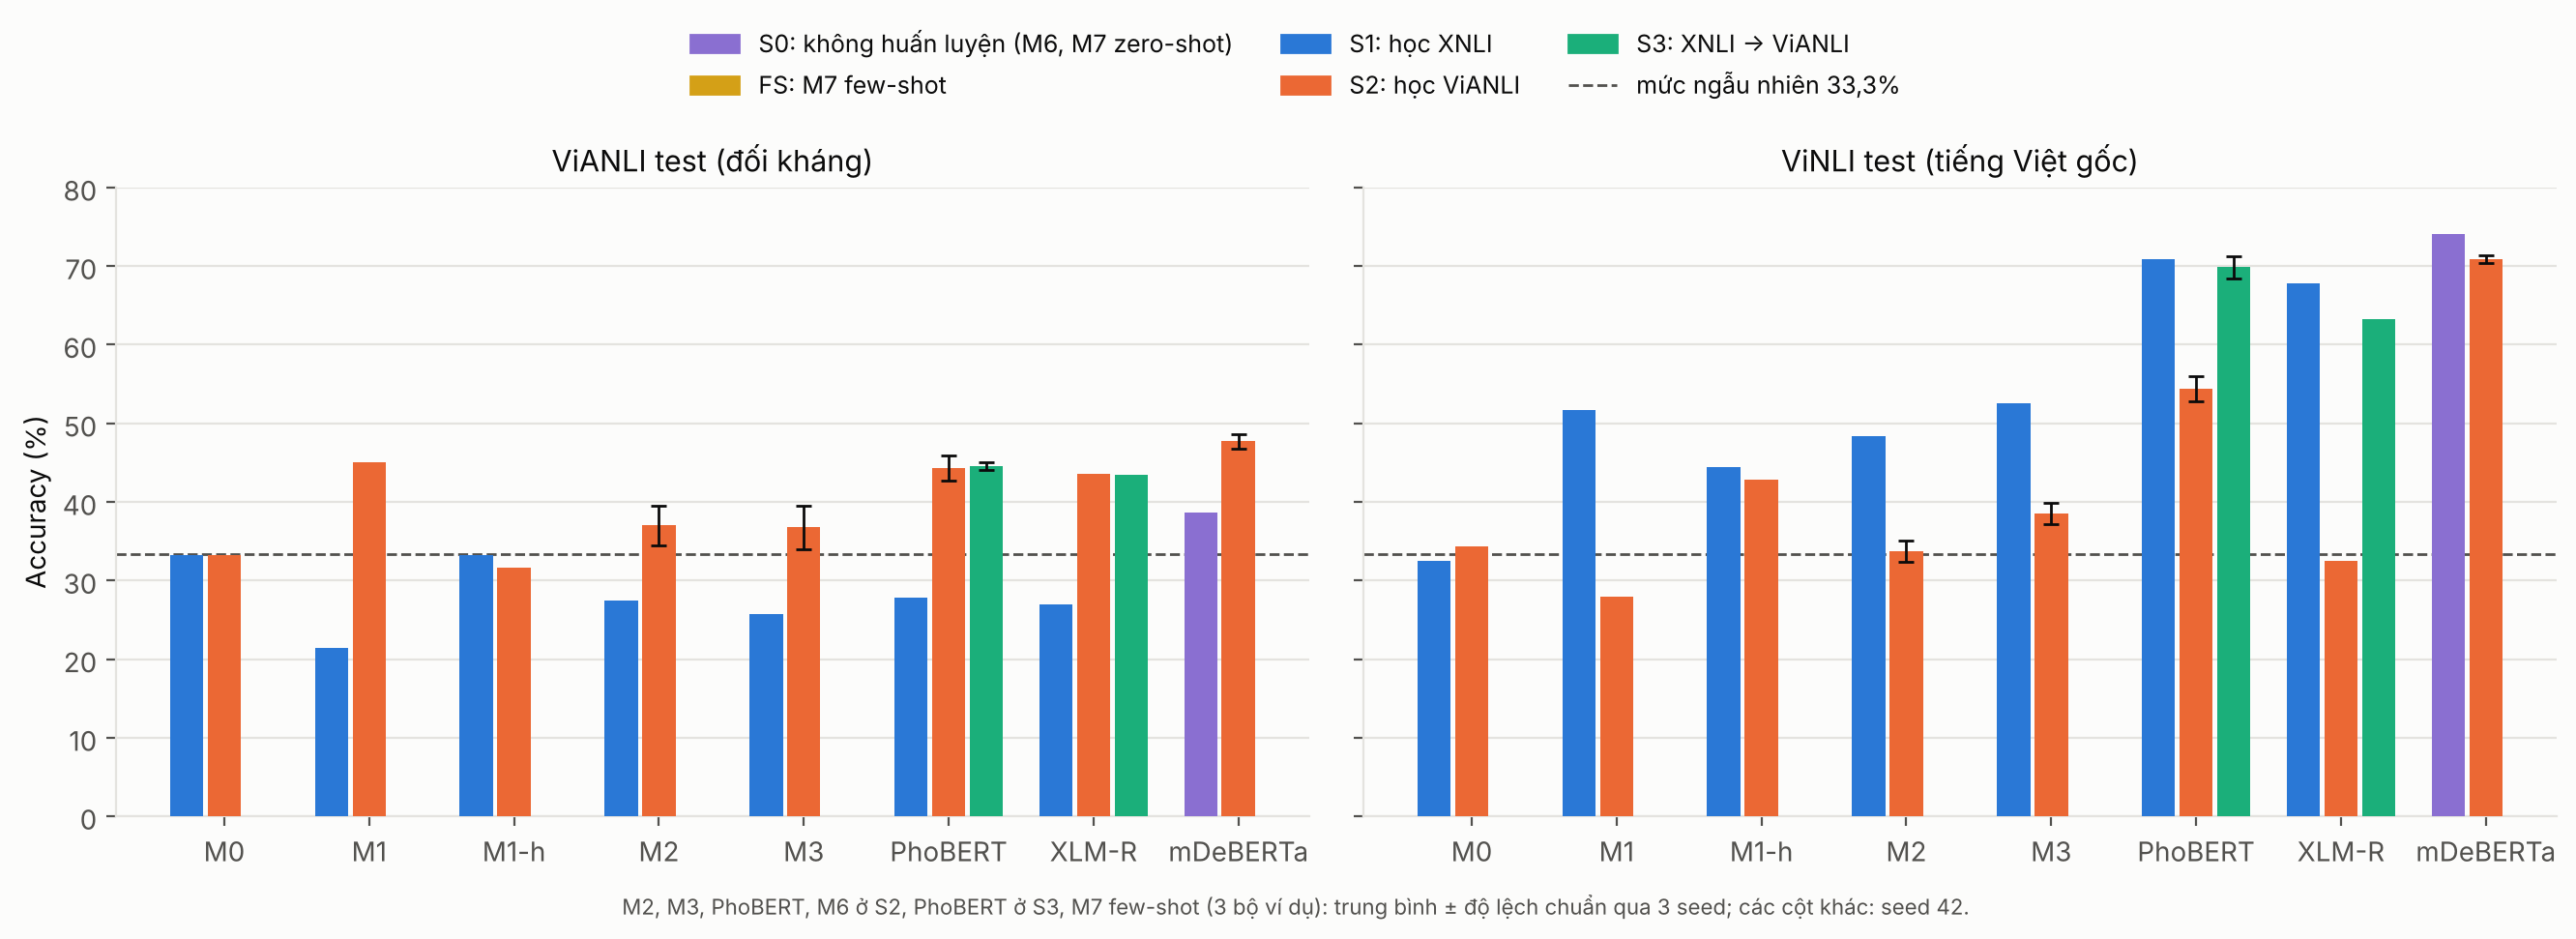 S0: không huấn luyện (M6, M7 zero-shot)
S1: học XNLI
S3: XNLI → ViANLI
FS: M7 few-shot
S2: học ViANLI
mức ngẫu nhiên 33,3%
ViANLI test (đối kháng)
ViNLI test (tiếng Việt gốc)
Accuracy (%)
80
70
60
50
40
30
20
10
0
M0 M1 M1-h M2 M3 PhoBERT XLM-R mDeBERTa
M0 M1 M1-h M2 M3 PhoBERT XLM-R mDeBERTa
M2, M3, PhoBERT, M6 ở S2, PhoBERT ở S3, M7 few-shot (3 bộ ví dụ): trung bình ± độ lệch chuẩn qua 3 seed; các cột khác: seed 42.